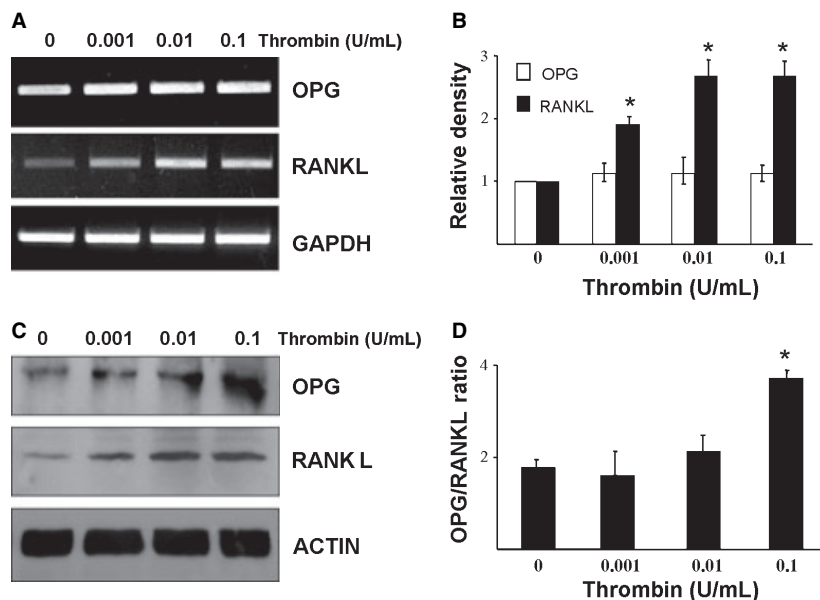 A
0 0.001 0.01 0.1 Thrombin (U/mL)
OPG
RANKL
GAPDH
B
3
2
1
Relative density
OPG
RANKL
*
*
*
0 0.001 0.01 0.1
Thrombin (U/mL)
C
0 0.001 0.01 0.1 Thrombin (U/mL)
OPG
RANK L
ACTIN
D
4
2
OPG/RANKL ratio
*
0 0.001 0.01 0.1
Thrombin (U/mL)